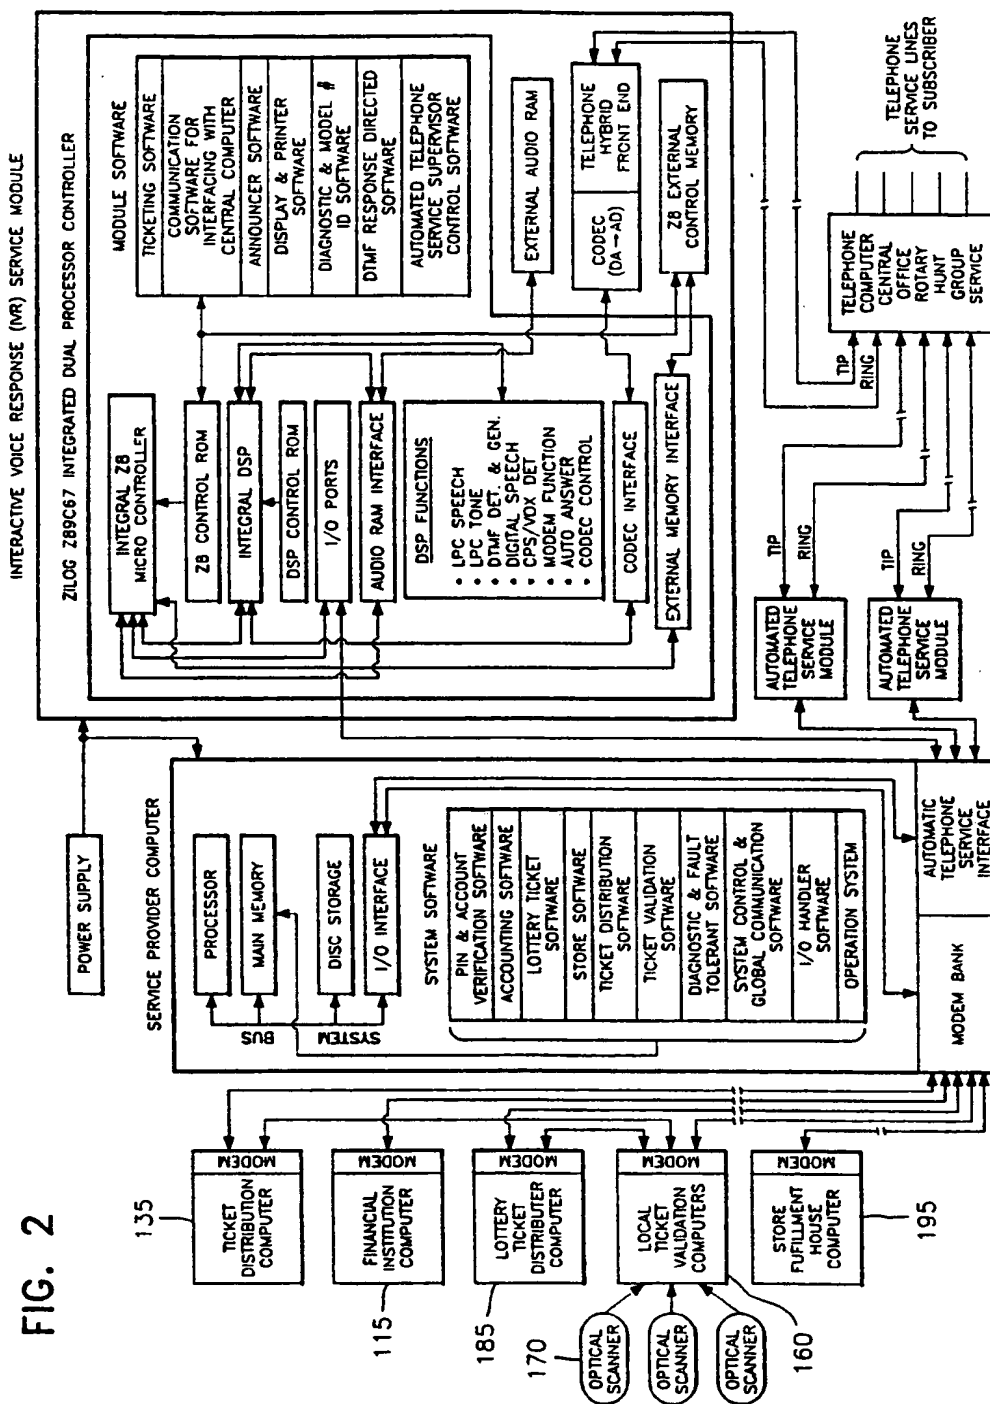 FIG. 2
135
TICKET
DISTRIBUTION
COMPUTER
MODEM
115
FINANCIAL
INSTITUTION
COMPUTER
MODEM
185
LOTTERY
TICKET
DISTRIBUTER
COMPUTER
MODEM
170
OPTICAL
SCANNER
OPTICAL
SCANNER
OPTICAL
SCANNER
160
LOCAL
TICKET
VALIDATION
COMPUTERS
MODEM
195
STORE
FUFILLMENT
HOUSE
COMPUTER
MODEM
POWER SUPPLY
SERVICE PROVIDER COMPUTER
PROCESSOR
MAIN MEMORY
DISC STORAGE
I/O INTERFACE
SYSTEM
BUS
SYSTEM SOFTWARE
PIN & ACCOUNT
VERIFICATION SOFTWARE
ACCOUNTING SOFTWARE
LOTTERY TICKET
SOFTWARE
STORE SOFTWARE
TICKET DISTRIBUTION
SOFTWARE
TICKET VALIDATION
SOFTWARE
DIAGNOSTIC & FAULT
TOLERANT SOFTWARE
SYSTEM CONTROL &
GLOBAL COMMUNICATION
SOFTWARE
I/O HANDLER
SOFTWARE
OPERATION SYSTEM
MODEM BANK
AUTOMATIC
TELEPHONE
SERVICE
INTERFACE
INTERACTIVE VOICE RESPONSE (IVR) SERVICE MODULE
ZILOG Z89C67 INTEGRATED DUAL PROCESSOR CONTROLLER
INTEGRAL Z8
MICRO CONTROLLER
Z8 CONTROL ROM
INTEGRAL DSP
DSP CONTROL ROM
I/O PORTS
AUDIO RAM INTERFACE
DSP FUNCTIONS
• LPC SPEECH
• LPC TONE
• DTMF DET. & GEN.
• DIGITAL SPEECH
• CPS/VOX DET
• MODEM FUNCTION
• AUTO ANSWER
• CODEC CONTROL
CODEC INTERFACE
EXTERNAL MEMORY INTERFACE
MODULE SOFTWARE
TICKETING SOFTWARE
COMMUNICATION
SOFTWARE FOR
INTERFACING WITH
CENTRAL COMPUTER
ANNOUNCER SOFTWARE
DISPLAY & PRINTER
SOFTWARE
DIAGNOSTIC & MODEL #
ID SOFTWARE
DTMF RESPONSE DIRECTED
SOFTWARE
AUTOMATED TELEPHONE
SERVICE SUPERVISOR
CONTROL SOFTWARE
EXTERNAL AUDIO RAM
CODEC
(DA→AD)
TELEPHONE
HYBRID
FRONT END
Z8 EXTERNAL
CONTROL MEMORY
AUTOMATED
TELEPHONE
SERVICE
MODULE
TIP
RING
AUTOMATED
TELEPHONE
SERVICE
MODULE
TIP
RING
TIP
RING
TELEPHONE
COMPUTER
CENTRAL
OFFICE
ROTARY
HUNT
GROUP
SERVICE
TELEPHONE
SERVICE LINES
TO SUBSCRIBER